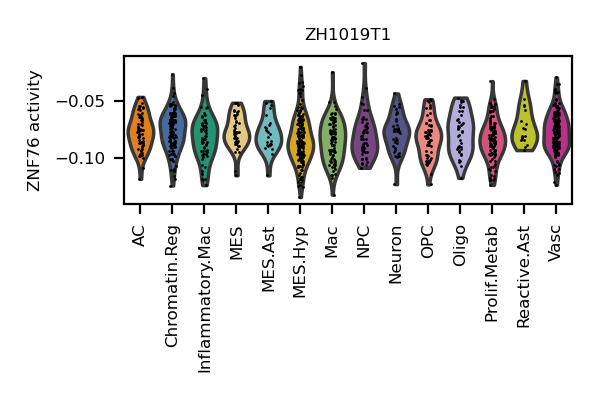 ZH1019T1
ZNF76 activity
−0.05
−0.10
AC
Chromatin.Reg
Inflammatory.Mac
MES
MES.Ast
MES.Hyp
Mac
NPC
Neuron
OPC
Oligo
Prolif.Metab
Reactive.Ast
Vasc